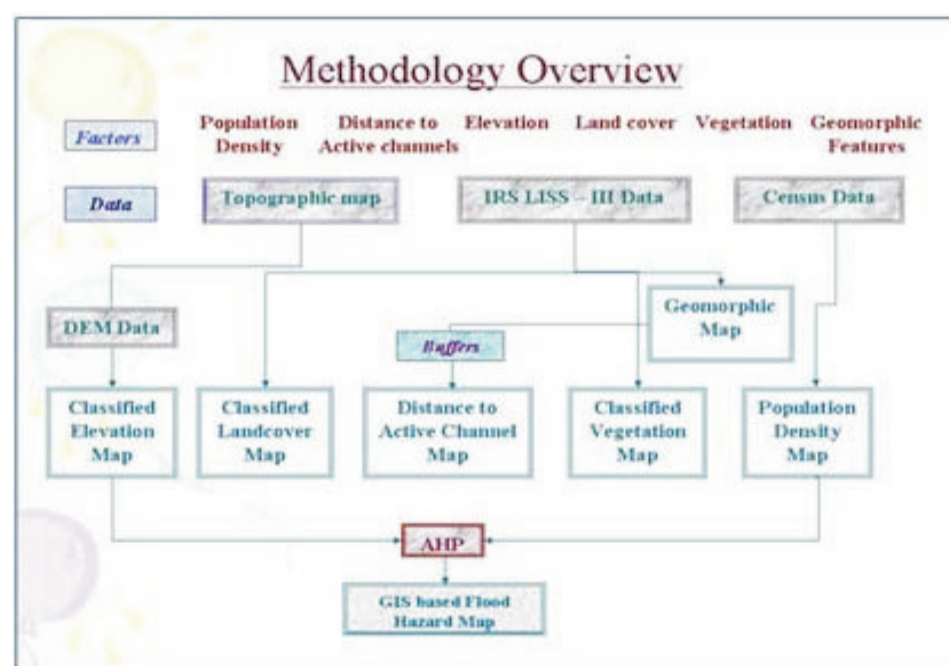 Methodology Overview
Factors
Population
Density
Distance to
Active channels
Elevation
Land cover
Vegetation
Geomorphic
Features
Data
Topographic map
IRS LISS – III Data
Census Data
DEM Data
Buffers
Geomorphic
Map
Classified
Elevation
Map
Classified
Landcover
Map
Distance to
Active Channel
Map
Classified
Vegetation
Map
Population
Density
Map
AHP
GIS based Flood
Hazard Map